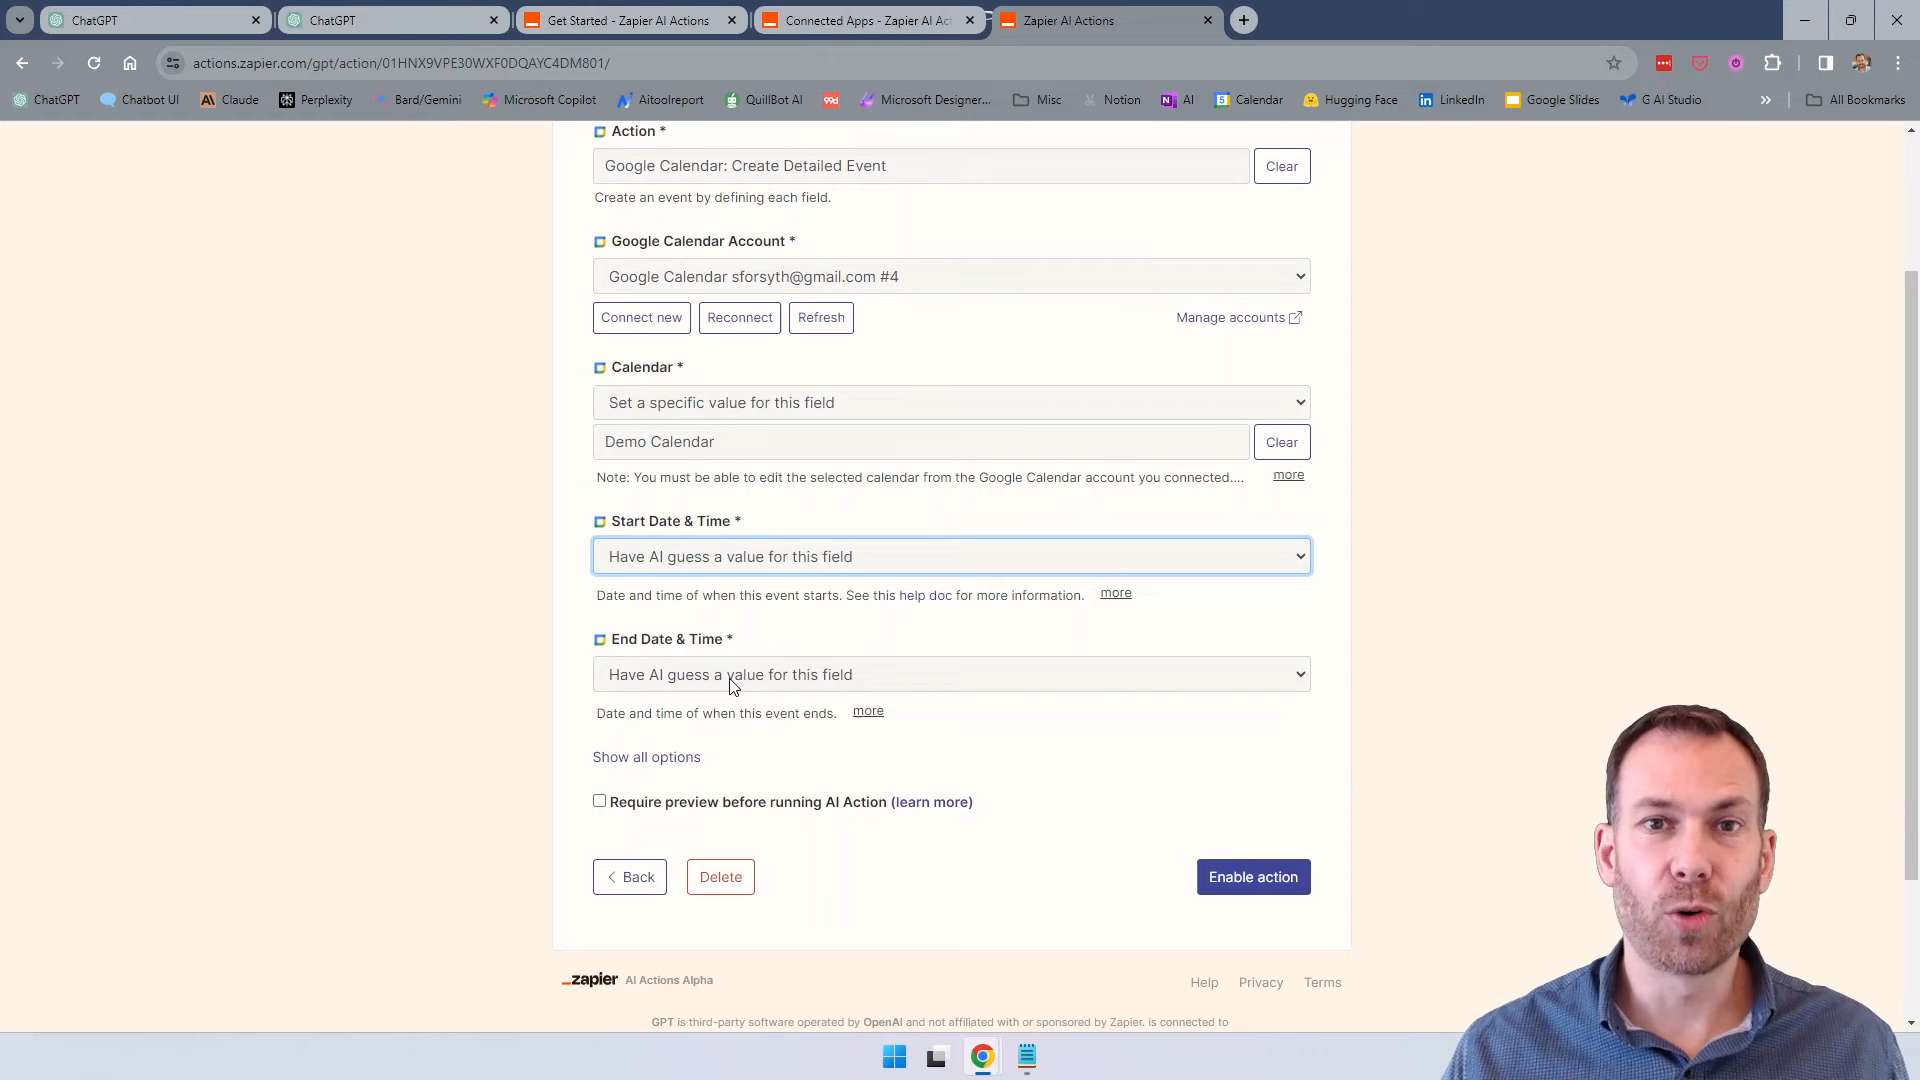 ChatGPT
ChatGPT
Get Started - Zapier AI Actions
Connected Apps - Zapier AI Act
Zapier AI Actions
actions.zapier.com/gpt/action/01HNX9VPE30WXF0DQAYC4DM801/
ChatGPT
Chatbot UI
Claude
Perplexity
Bard/Gemini
Microsoft Copilot
Aitoolreport
QuillBot AI
99d
Microsoft Designer...
Misc
Notion
AI
Calendar
Hugging Face
LinkedIn
Google Slides
G AI Studio
All Bookmarks
Action *
Google Calendar: Create Detailed Event
Clear
Create an event by defining each field.
Google Calendar Account *
Google Calendar sforsyth@gmail.com #4
Connect new
Reconnect
Refresh
Manage accounts
Calendar *
Set a specific value for this field
Demo Calendar
Clear
Note: You must be able to edit the selected calendar from the Google Calendar account you connected....
more
Start Date & Time *
Have AI guess a value for this field
Date and time of when this event starts. See this help doc for more information.
more
End Date & Time *
Have AI guess a value for this field
Date and time of when this event ends.
more
Show all options
Require preview before running AI Action (learn more)
Back
Delete
Enable action
zapier AI Actions Alpha
Help
Privacy
Terms
GPT is third-party software operated by OpenAI and not affiliated with or sponsored by Zapier. is connected to